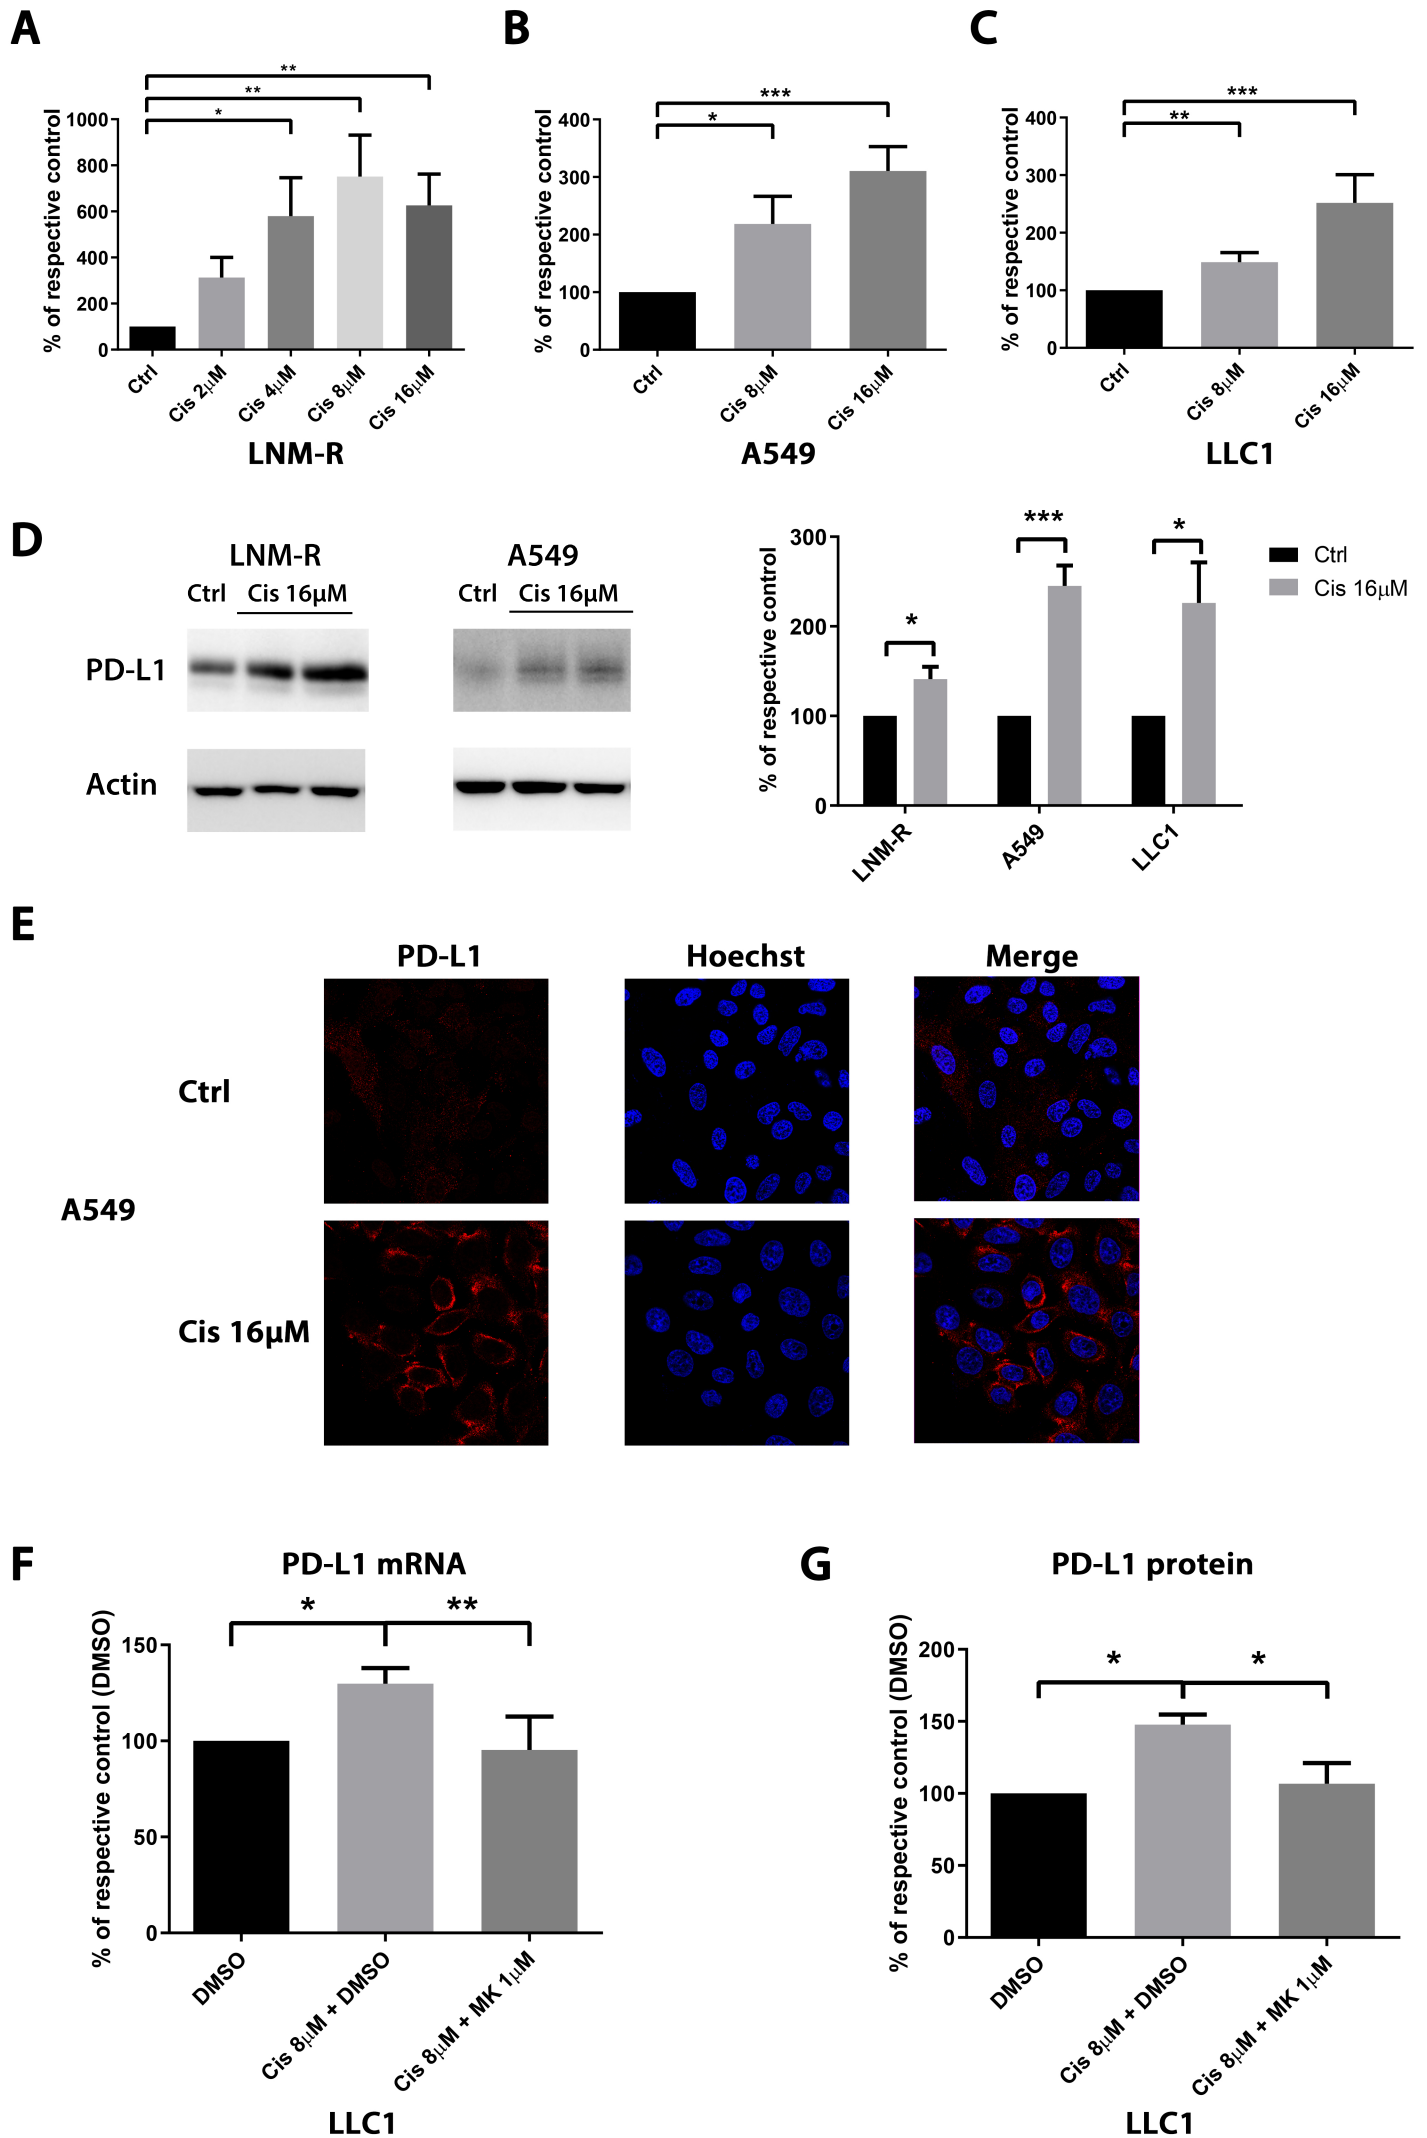 A
B
C
% of respective control
1000
800
600
400
200
0
*
**
**
Ctrl
Cis 2μM
Cis 4μM
Cis 8μM
Cis 16μM
LNM-R
% of respective control
400
300
200
100
0
*
***
Ctrl
Cis 8μM
Cis 16μM
A549
% of respective control
400
300
200
100
0
**
***
Ctrl
Cis 8μM
Cis 16μM
LLC1
D
LNM-R
Ctrl Cis 16μM
A549
Ctrl Cis 16μM
PD-L1
Actin
% of respective control
300
200
100
0
*
***
*
LNM-R
A549
LLC1
Ctrl
Cis 16μM
E
PD-L1
Hoechst
Merge
Ctrl
A549
Cis 16μM
F
PD-L1 mRNA
% of respective control (DMSO)
150
100
50
0
*
**
DMSO
Cis 8μM + DMSO
Cis 8μM + MK 1μM
LLC1
G
PD-L1 protein
% of respective control (DMSO)
200
150
100
50
0
*
*
DMSO
Cis 8μM + DMSO
Cis 8μM + MK 1μM
LLC1